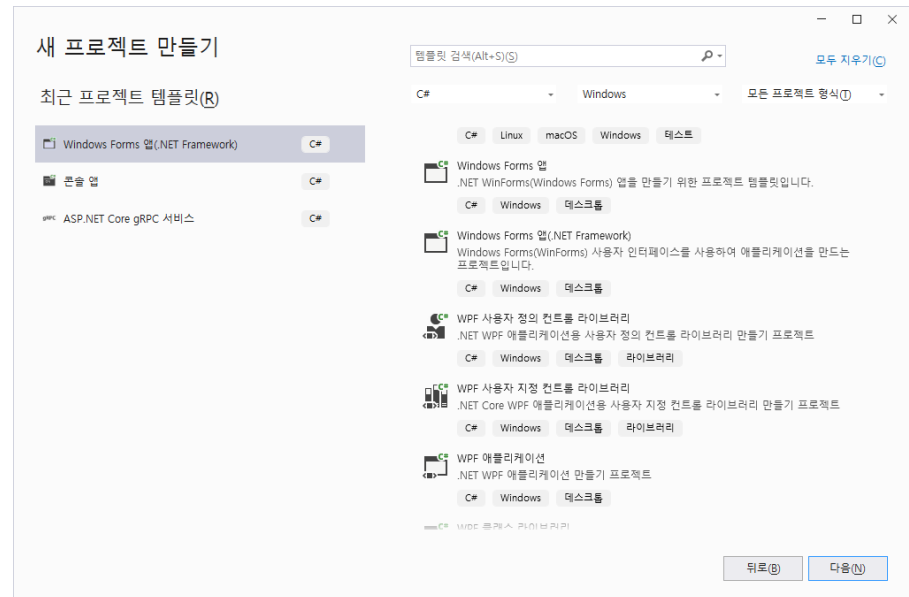 새 프로젝트 만들기
템플릿 검색(Alt+S)(S)
모두 지우기(C)
최근 프로젝트 템플릿(R)
C# Windows 모든 프로젝트 형식(T)
Windows Forms 앱(.NET Framework) C#
콘솔 앱 C#
gRPC ASP.NET Core gRPC 서비스 C#
C# Linux macOS Windows 테스트
Windows Forms 앱
.NET WinForms(Windows Forms) 앱을 만들기 위한 프로젝트 템플릿입니다.
C# Windows 데스크톱
Windows Forms 앱(.NET Framework)
Windows Forms(WinForms) 사용자 인터페이스를 사용하여 애플리케이션을 만드는
프로젝트입니다.
C# Windows 데스크톱
WPF 사용자 정의 컨트롤 라이브러리
.NET WPF 애플리케이션용 사용자 정의 컨트롤 라이브러리 만들기 프로젝트
C# Windows 데스크톱 라이브러리
WPF 사용자 지정 컨트롤 라이브러리
.NET Core WPF 애플리케이션용 사용자 지정 컨트롤 라이브러리 만들기 프로젝트
C# Windows 데스크톱 라이브러리
WPF 애플리케이션
.NET WPF 애플리케이션 만들기 프로젝트
C# Windows 데스크톱
WPF 클래스 라이브러리
뒤로(B) 다음(N)